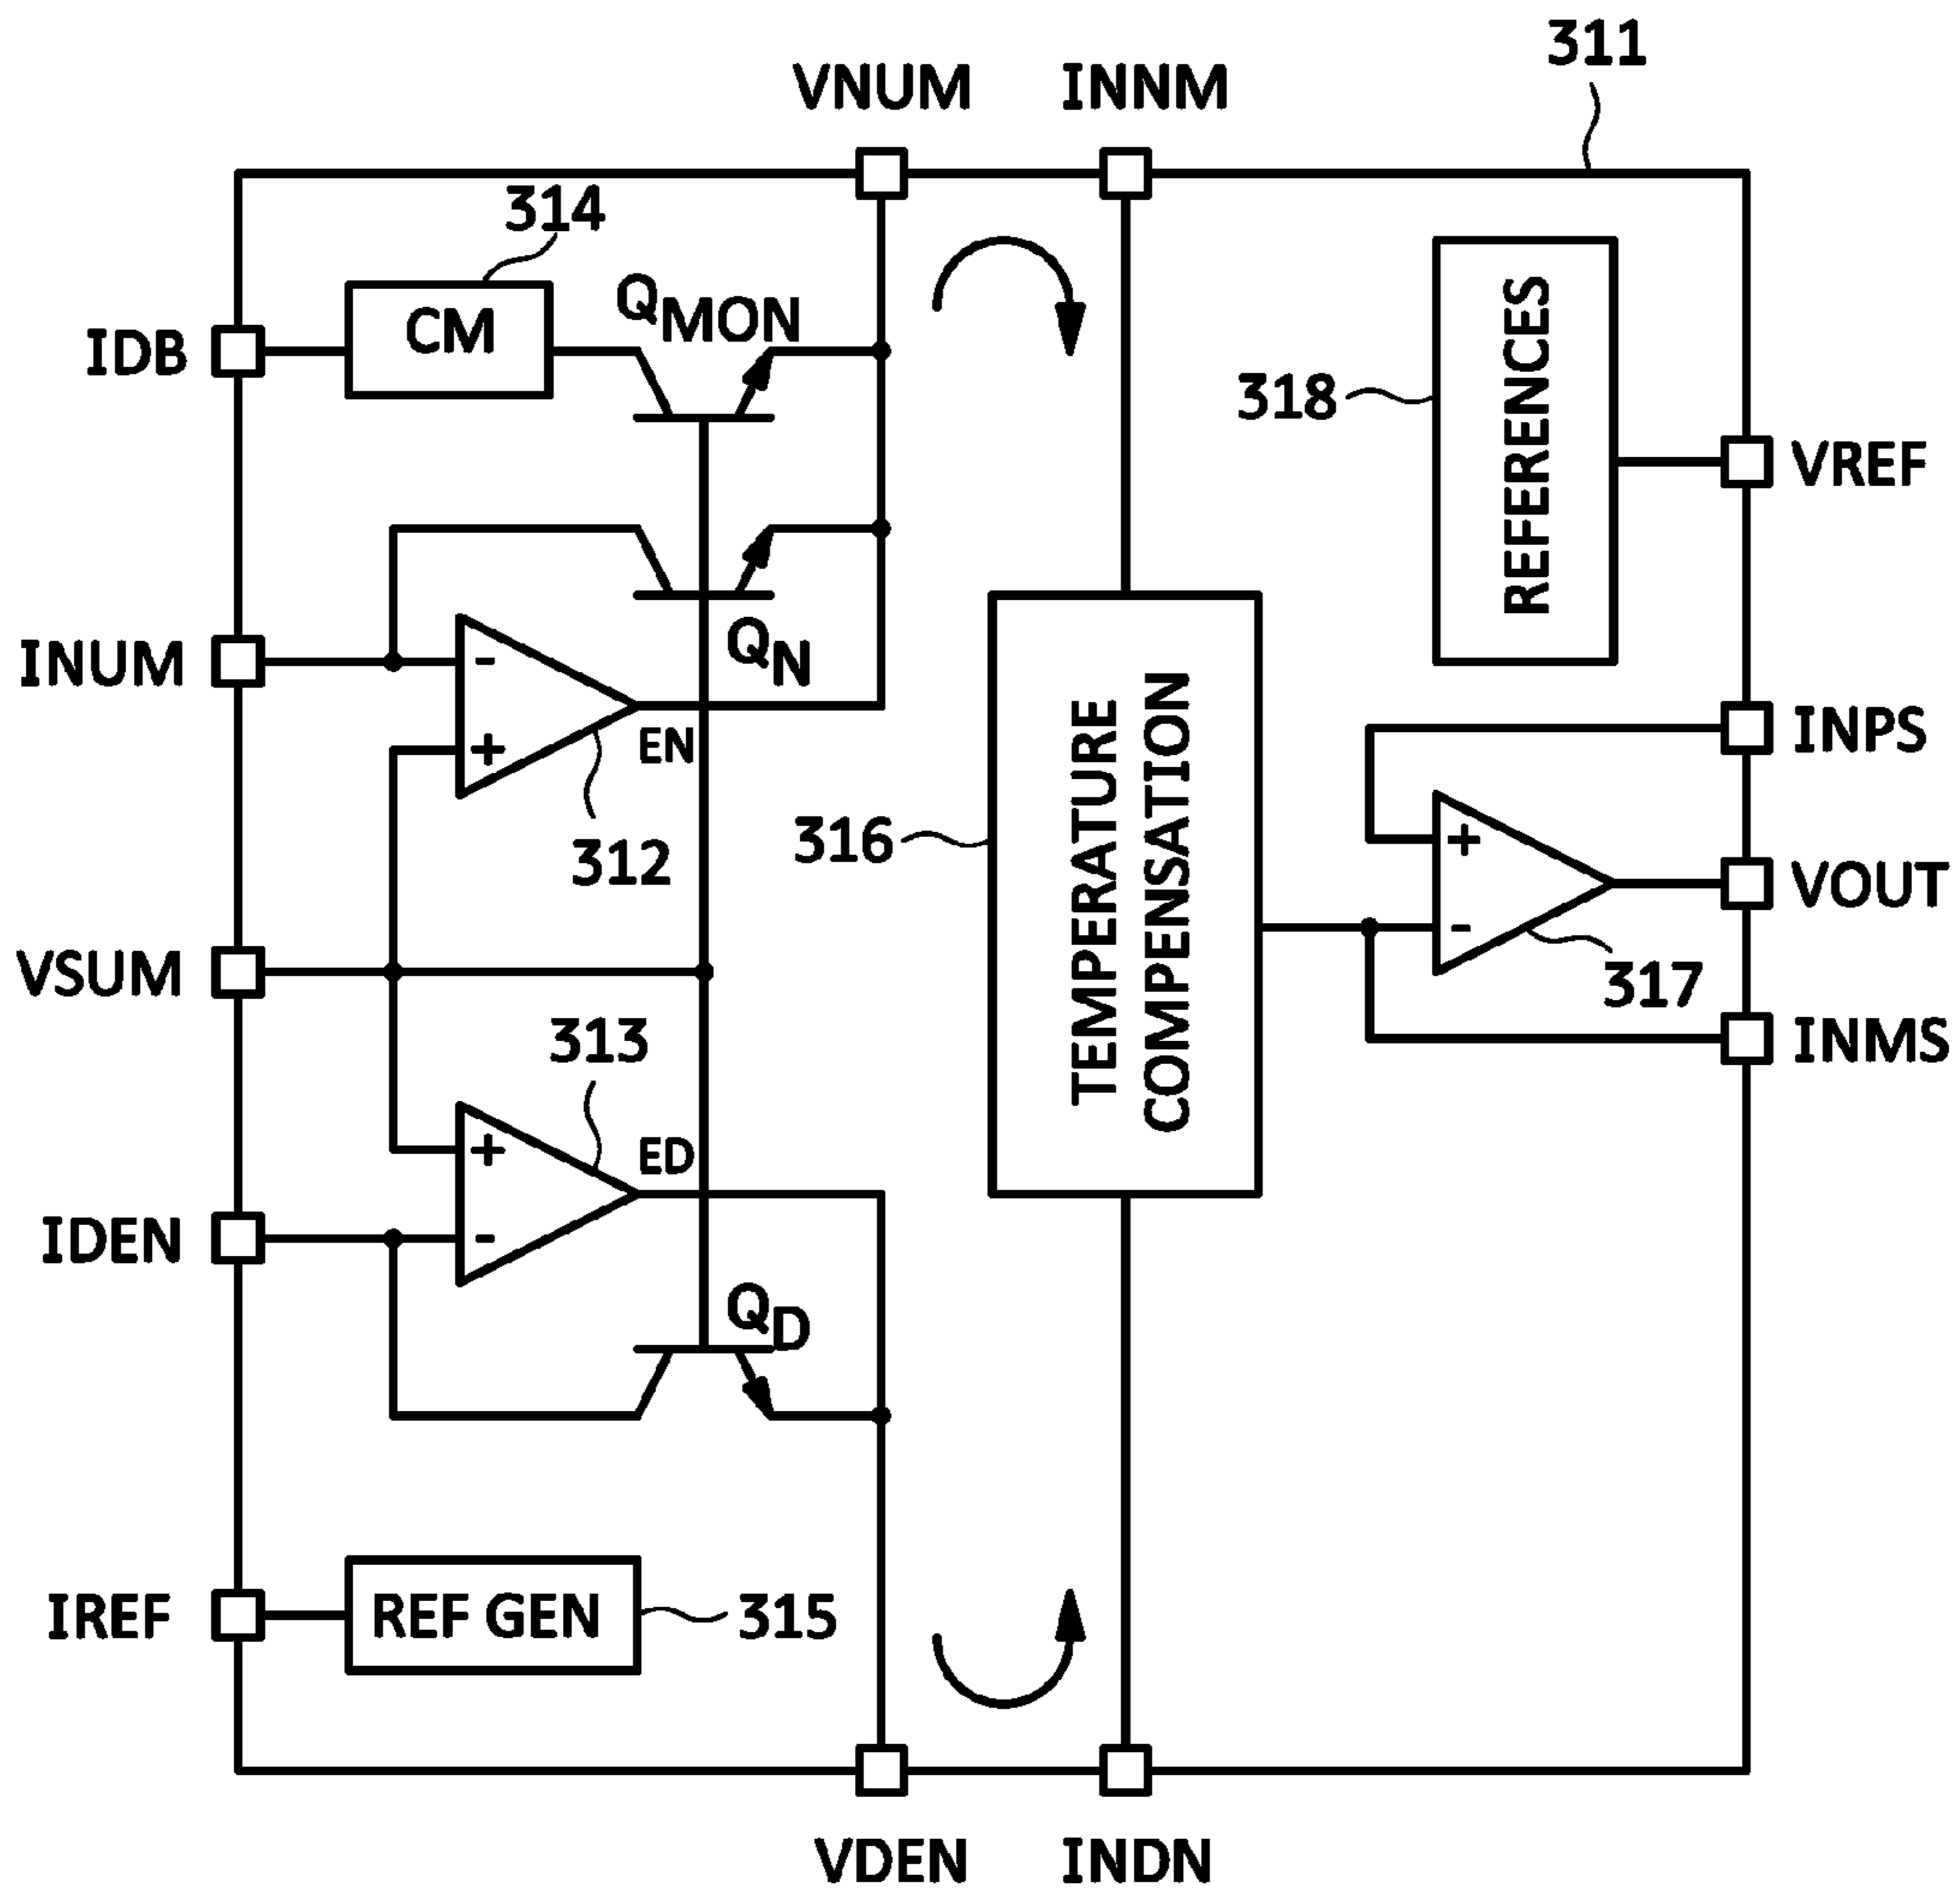 311
VNUM INNM
314
CM
QMON
IDB
318
REFERENCES
VREF
INUM
-
+
QN
EN
312
INPS
TEMPERATURE
COMPENSATION
316
+
-
VOUT
317
VSUM
INMS
313
+
-
ED
IDEN
QD
IREF
REF GEN
315
VDEN INDN